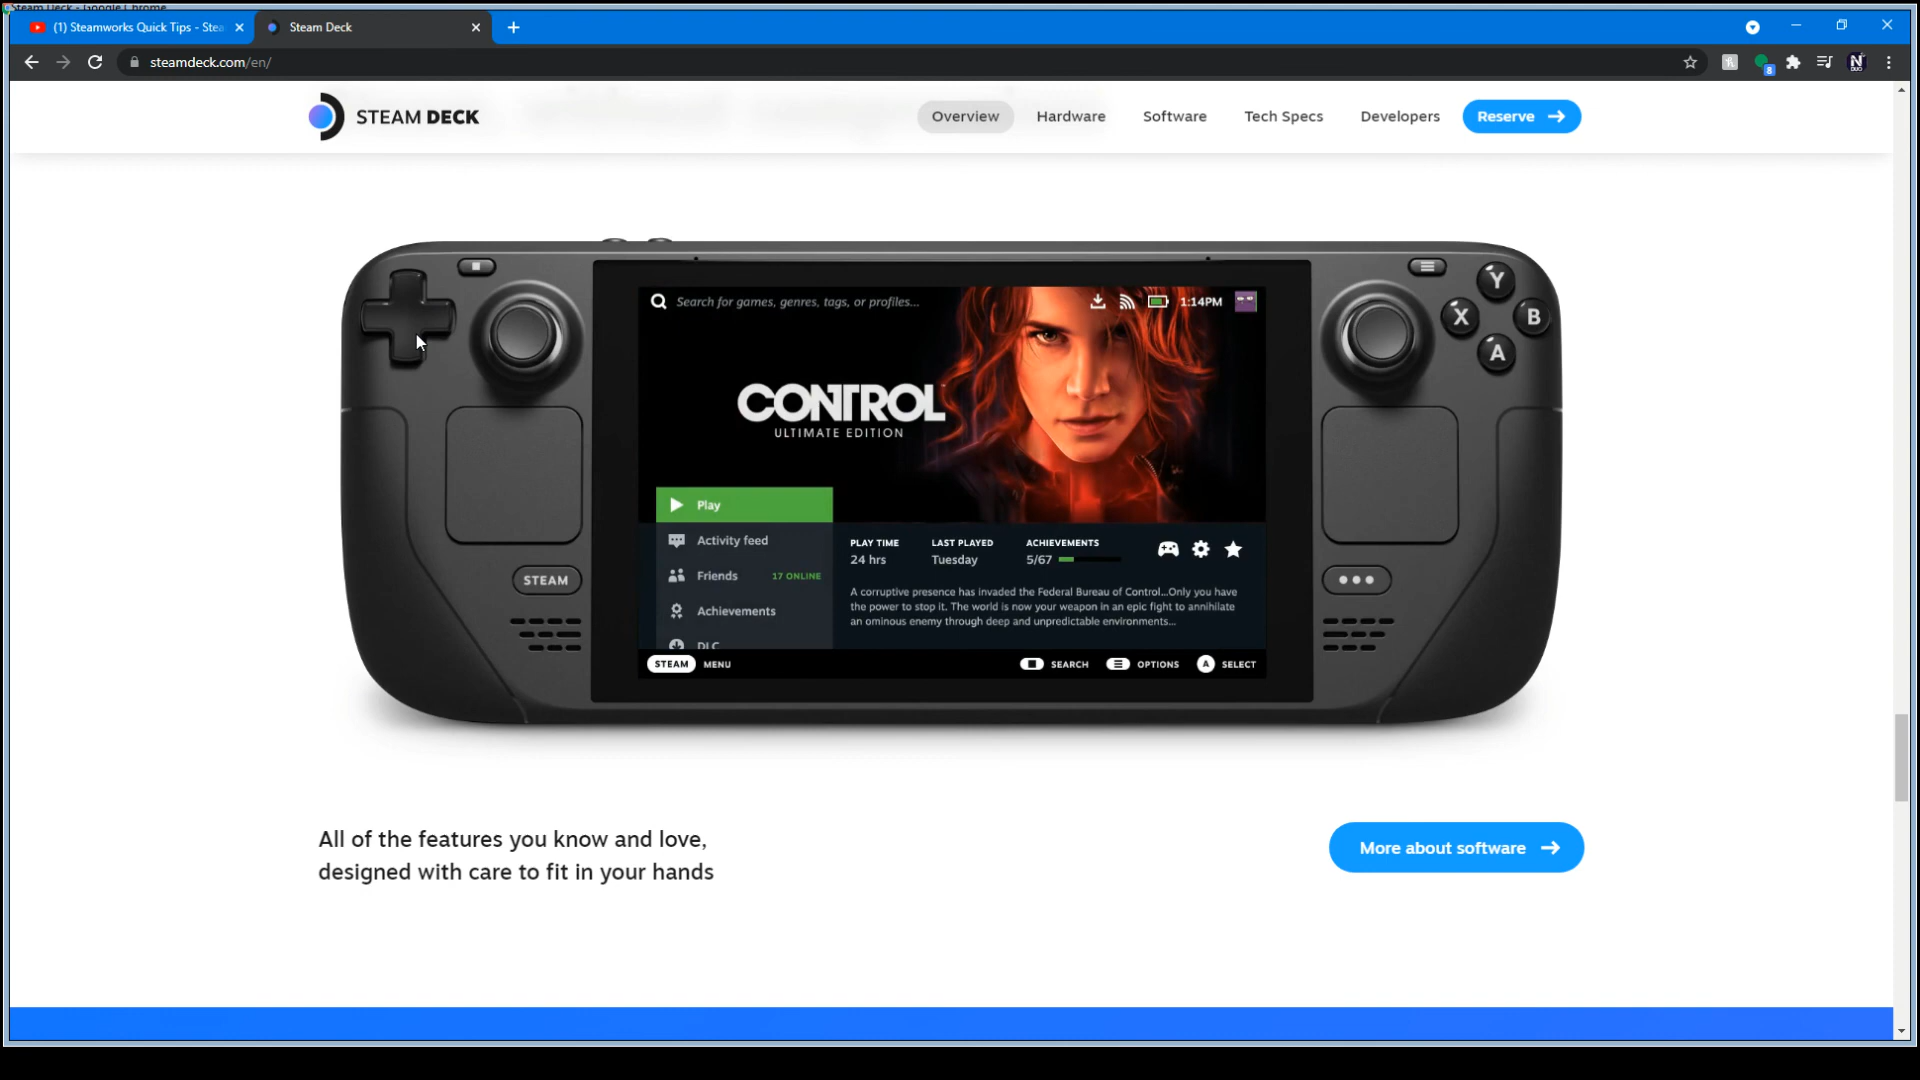 Steam Deck - Google Chrome
(1) Steamworks Quick Tips - Stea
Steam Deck
steamdeck.com/en/
8
STEAM DECK
Overview
Hardware
Software
Tech Specs
Developers
Reserve
Search for games, genres, tags, or profiles...
1:14PM
Y
X
B
A
CONTROL
ULTIMATE EDITION
Play
Activity feed
Friends
17 ONLINE
Achievements
DLC
PLAY TIME
24 hrs
LAST PLAYED
Tuesday
ACHIEVEMENTS
5/67
A corruptive presence has invaded the Federal Bureau of Control...Only you have
the power to stop it. The world is now your weapon in an epic fight to annihilate
an ominous enemy through deep and unpredictable environments...
STEAM
STEAM MENU
SEARCH
OPTIONS
A SELECT
All of the features you know and love,
designed with care to fit in your hands
More about software